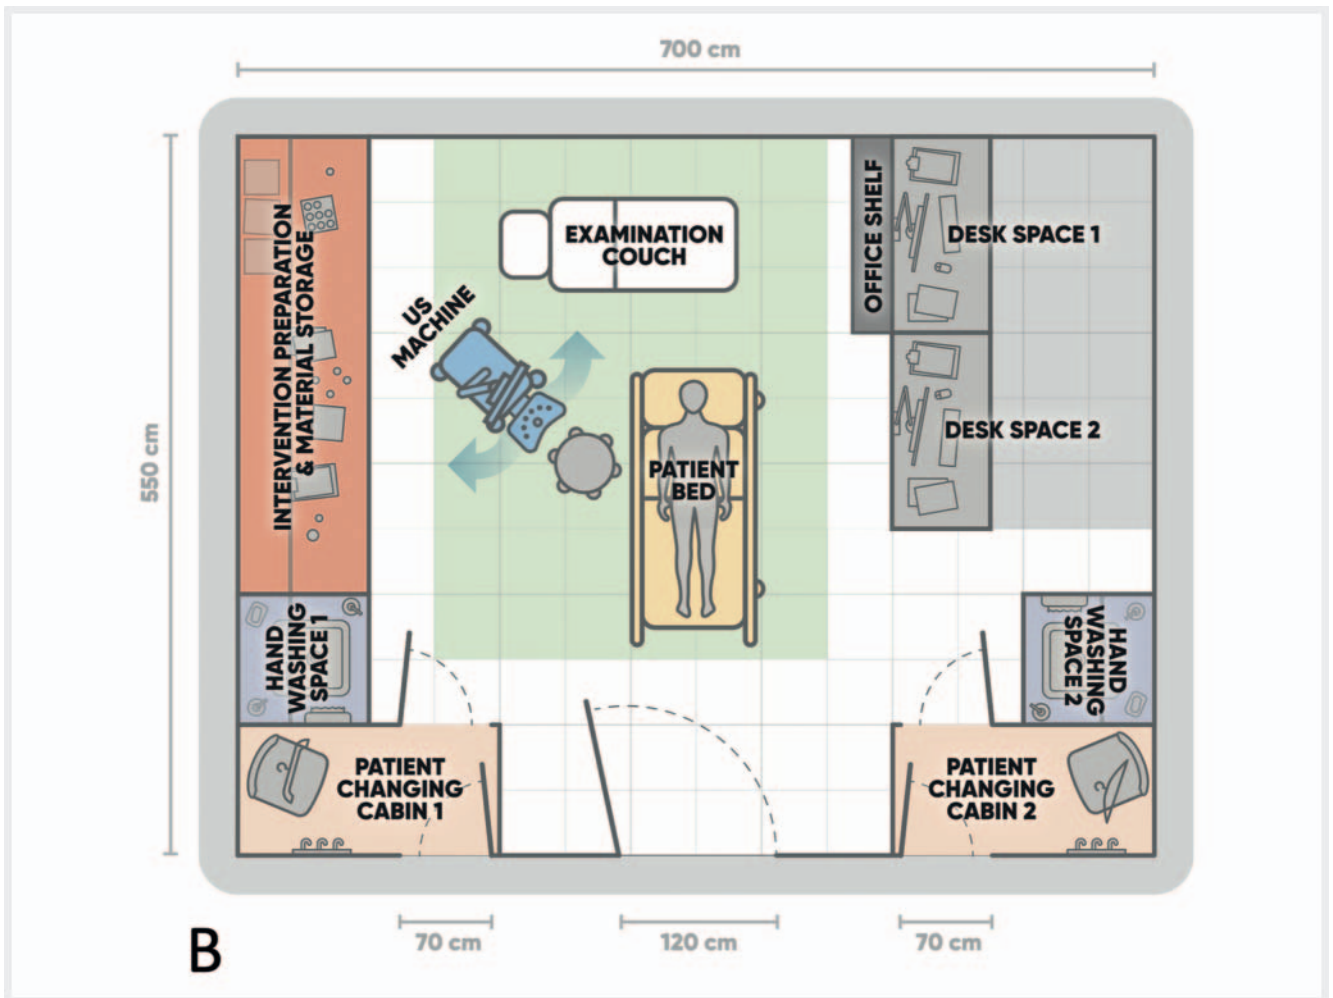 700 cm
550 cm
INTERVENTION PREPARATION
& MATERIAL STORAGE
EXAMINATION
COUCH
US
MACHINE
PATIENT
BED
OFFICE SHELF
DESK SPACE 1
DESK SPACE 2
HAND
WASHING
SPACE 1
HAND
WASHING
SPACE 2
PATIENT
CHANGING
CABIN 1
PATIENT
CHANGING
CABIN 2
70 cm
120 cm
70 cm
B